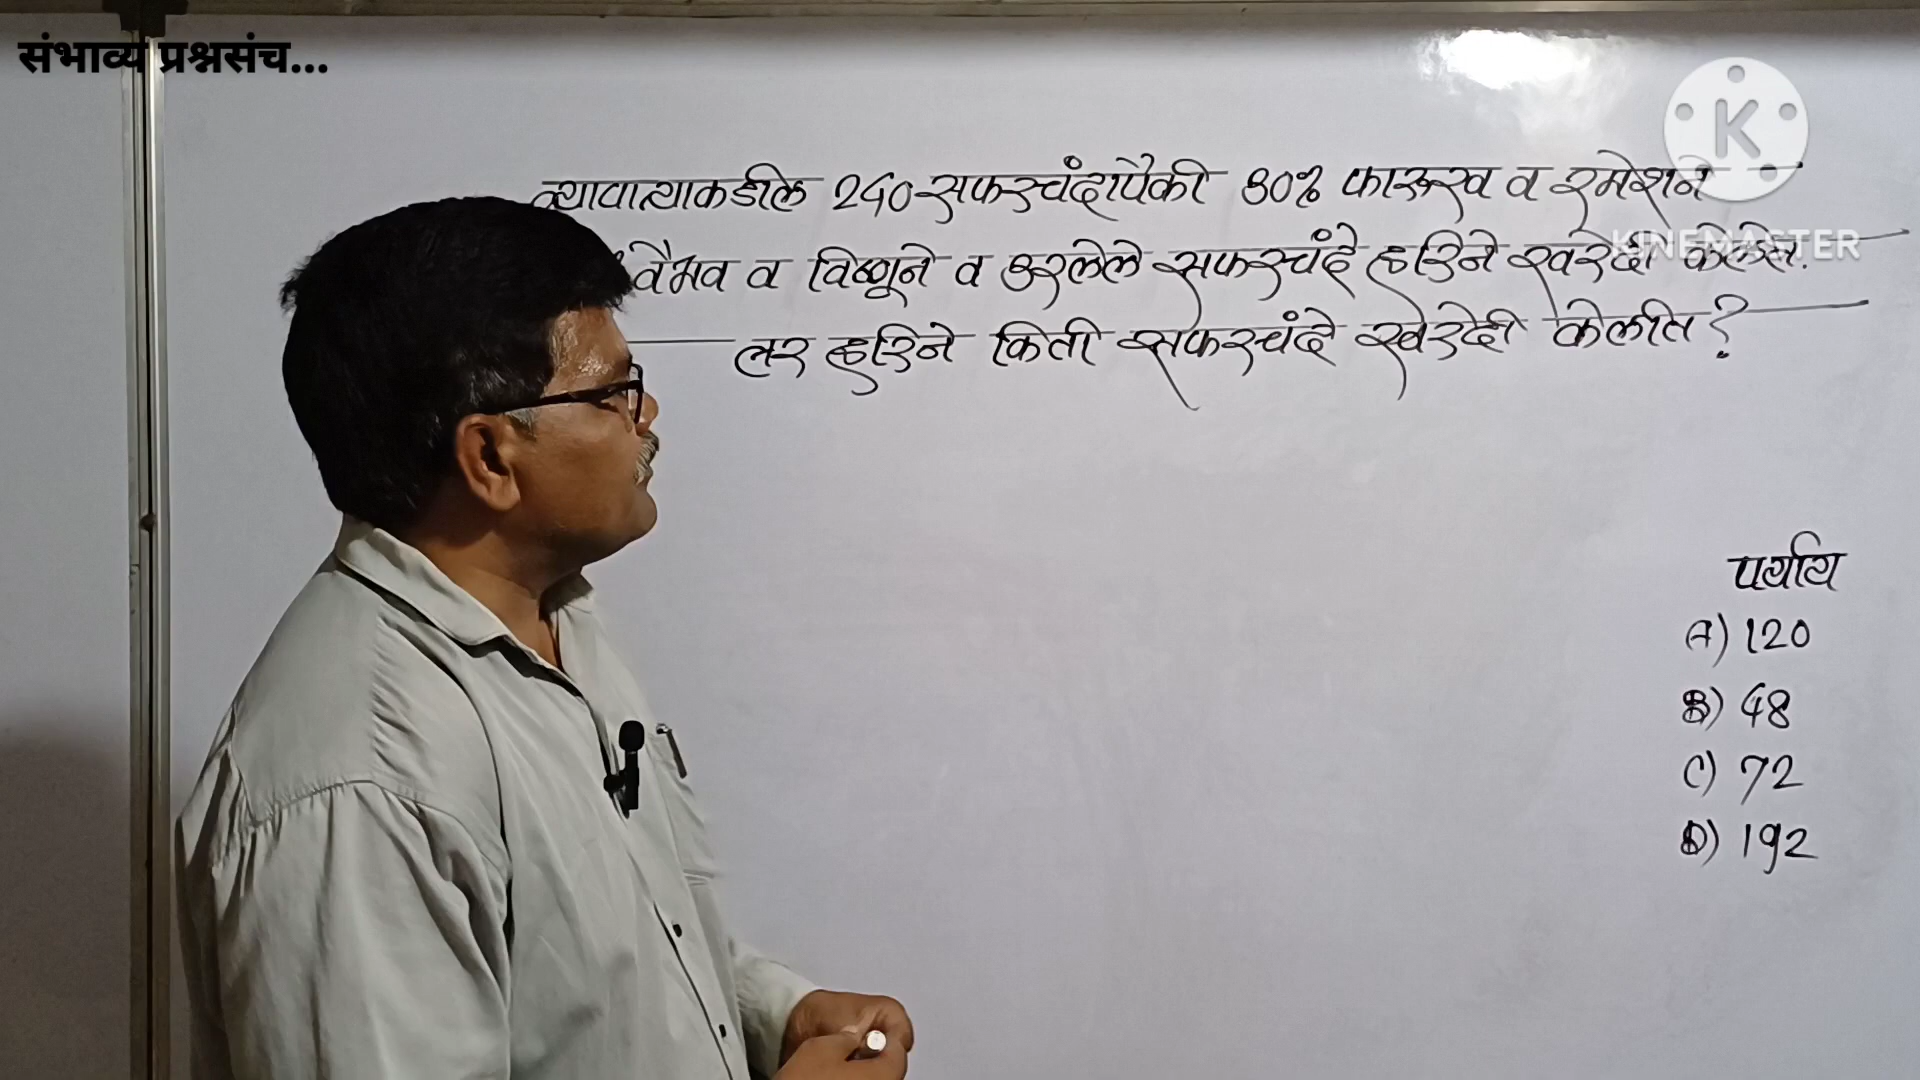 संभाव्य प्रश्नसंच...
KINEMASTER
व्यापाऱ्याकडील 240 सफरचंदापैकी 80% फारूख व रमेशने
वैभव व विष्णूने व उरलेले सफरचंदे हरिने खरेदी केलेत.
तर हरिने किती सफरचंदे खरेदी केलीत?
पर्याय
A) 120
B) 48
C) 72
D) 192